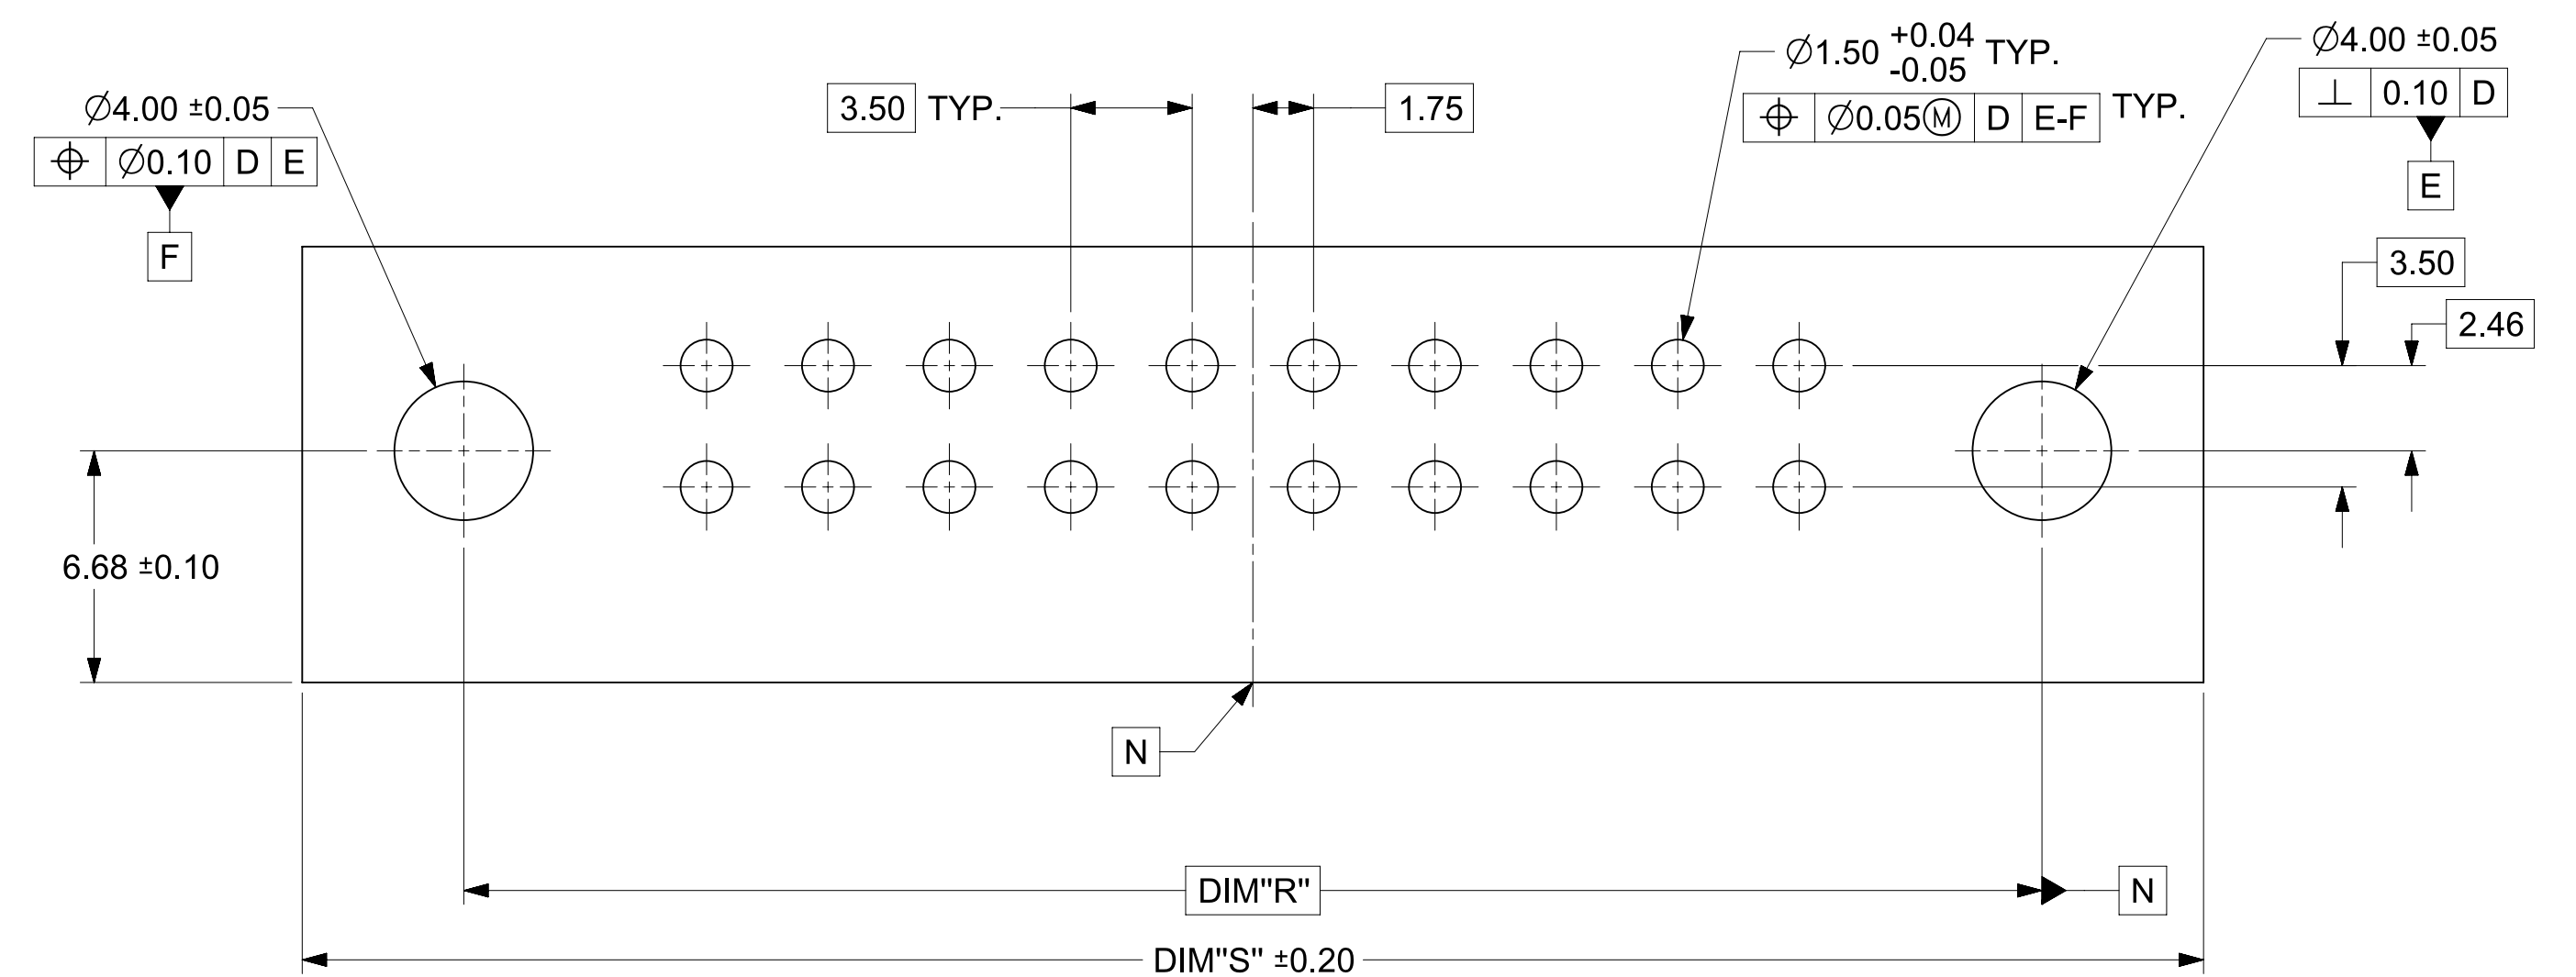 ∅4.00 ±0.05
⌖ ∅0.10 D E
F
3.50 TYP.
1.75
∅1.50 +0.04 -0.05 TYP.
⌖ ∅0.05Ⓜ D E-F TYP.
∅4.00 ±0.05
⊥ 0.10 D
E
3.50
2.46
6.68 ±0.10
N
DIM"R"
N
DIM"S" ±0.20